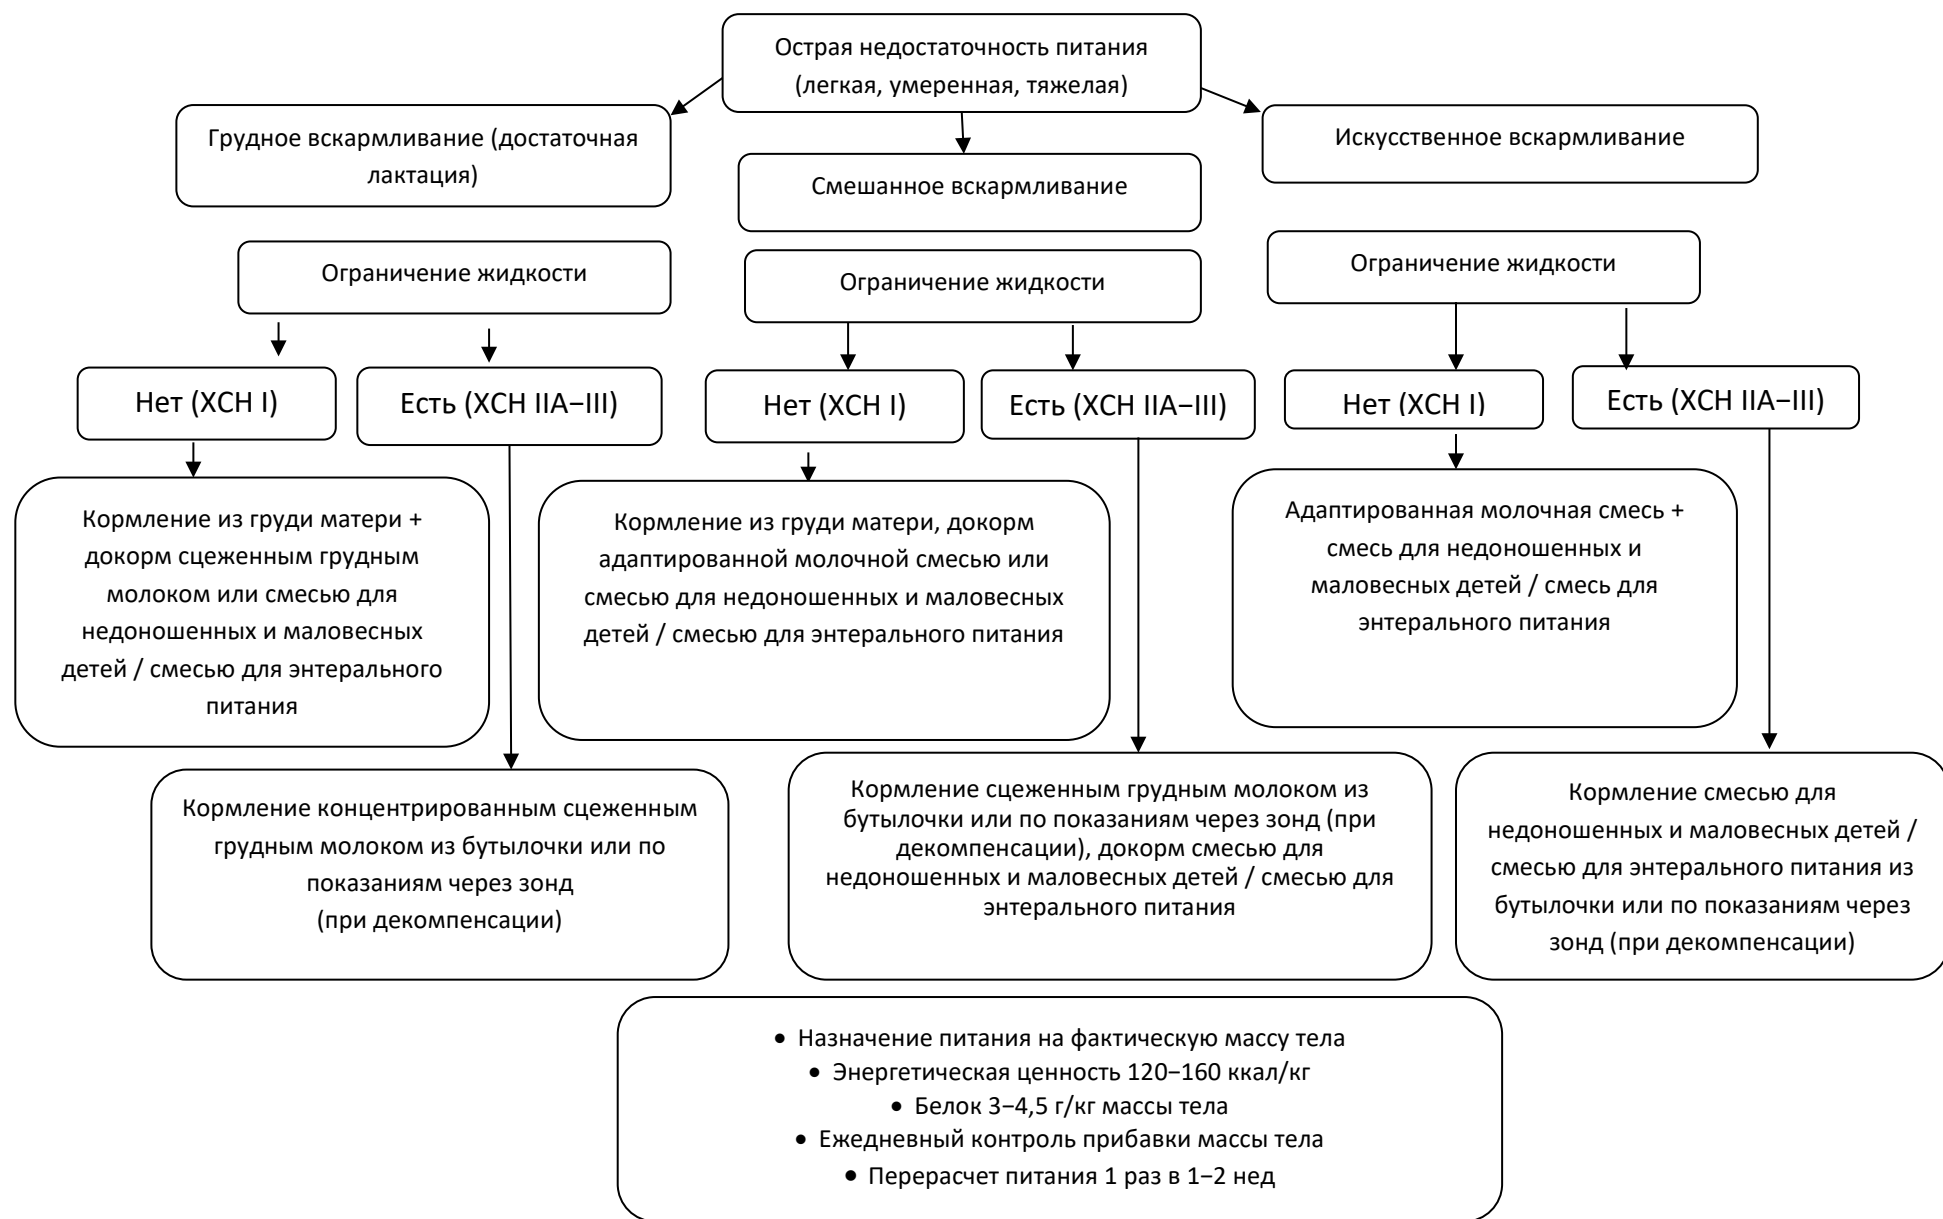 Острая недостаточность питания
(легкая, умеренная, тяжелая)
Грудное вскармливание (достаточная
лактация)
Смешанное вскармливание
Искусственное вскармливание
Ограничение жидкости
Ограничение жидкости
Ограничение жидкости
Нет (ХСН I)
Есть (ХСН IIА–III)
Нет (ХСН I)
Есть (ХСН IIА–III)
Нет (ХСН I)
Есть (ХСН IIА–III)
Кормление из груди матери +
докорм сцеженным грудным
молоком или смесью для
недоношенных и маловесных
детей / смесью для энтерального
питания
Кормление из груди матери, докорм
адаптированной молочной смесью или
смесью для недоношенных и маловесных
детей / смесью для энтерального питания
Адаптированная молочная смесь +
смесь для недоношенных и
маловесных детей / смесь для
энтерального питания
Кормление концентрированным сцеженным
грудным молоком из бутылочки или по
показаниям через зонд
(при декомпенсации)
Кормление сцеженным грудным молоком из
бутылочки или по показаниям через зонд (при
декомпенсации), докорм смесью для
недоношенных и маловесных детей / смесью для
энтерального питания
Кормление смесью для
недоношенных и маловесных детей /
смесью для энтерального питания из
бутылочки или по показаниям через
зонд (при декомпенсации)
• Назначение питания на фактическую массу тела
• Энергетическая ценность 120–160 ккал/кг
• Белок 3–4,5 г/кг массы тела
• Ежедневный контроль прибавки массы тела
• Перерасчет питания 1 раз в 1–2 нед